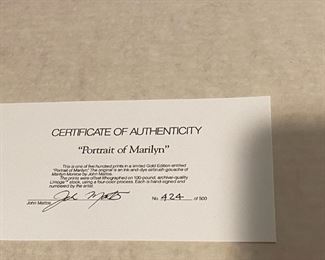 CERTIFICATE OF AUTHENTICITY
"Portrait of Marilyn"
This is one of five hundred prints in a limited Gold Edition entitled
"Portrait of Marilyn". The original is an ink-and-dye airbrush gouache of
Marilyn Monroe by John Mattos.
The prints were offset lithographed on 100-pound, archive-quality
Linage™ stock, using a four-color process. Each is hand-signed and
numbered by the artist.
John Mattos
No. 424 of 500